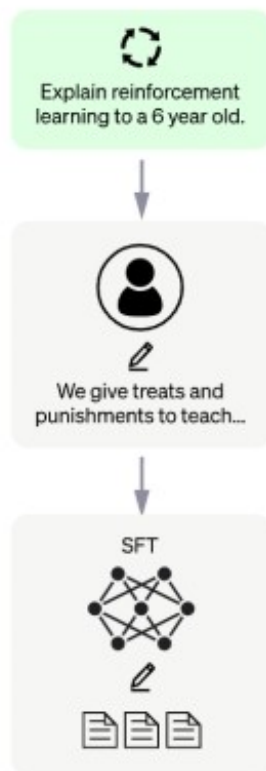 Explain reinforcement
learning to a 6 year old.
We give treats and
punishments to teach...
SFT